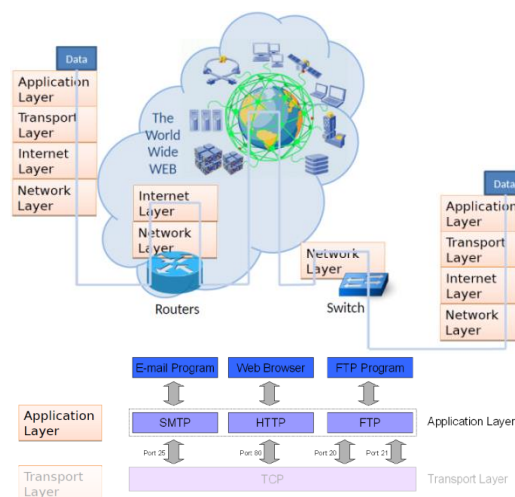 Data
Application
Layer
Transport
Layer
Internet
Layer
Network
Layer
The
World
Wide
WEB
Internet
Layer
Network
Layer
Routers
Network
Layer
Switch
Data
Application
Layer
Transport
Layer
Internet
Layer
Network
Layer
E-mail Program
Web Browser
FTP Program
Application
Layer
SMTP
HTTP
FTP
Application Layer
Port 25
Port 80
Port 20
Port 21
Transport
Layer
TCP
Transport Layer